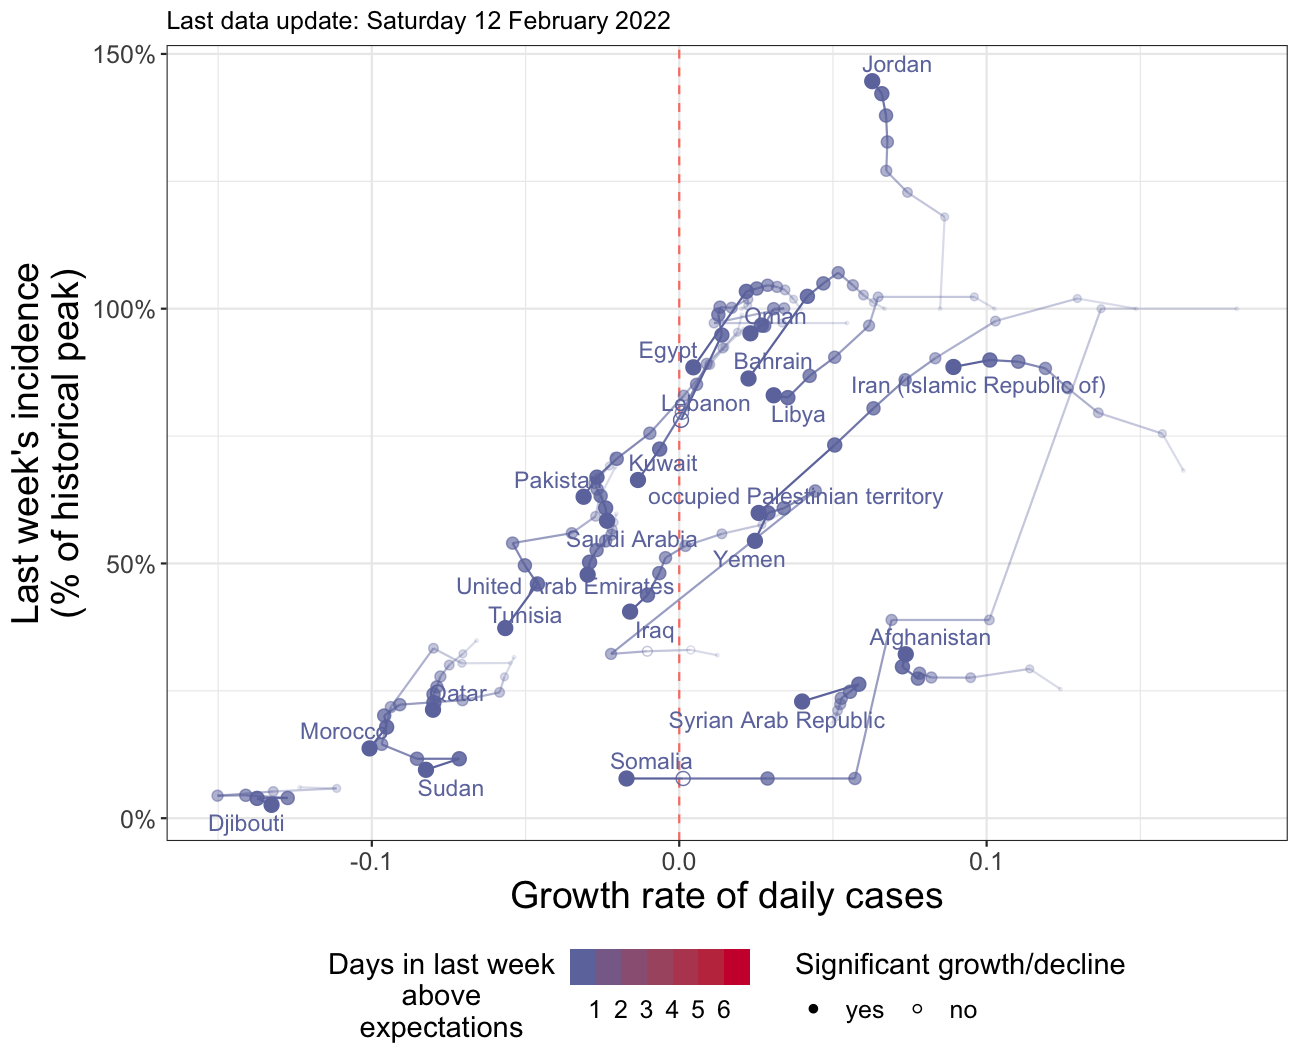 Last data update: Saturday 12 February 2022
Last week's incidence
(% of historical peak)
150%
100%
50%
0%
Jordan
Oman
Egypt
Bahrain
Iran (Islamic Republic of)
Lebanon
Libya
Kuwait
Pakista
occupied Palestinian territory
Saudi Arabia
Yemen
United Arab Emirates
Tunisia
Iraq
Afghanistan
Qatar
Syrian Arab Republic
Morocco
Somalia
Sudan
Djibouti
-0.1 0.0 0.1
Growth rate of daily cases
Days in last week
above
expectations
1 2 3 4 5 6
Significant growth/decline
yes no